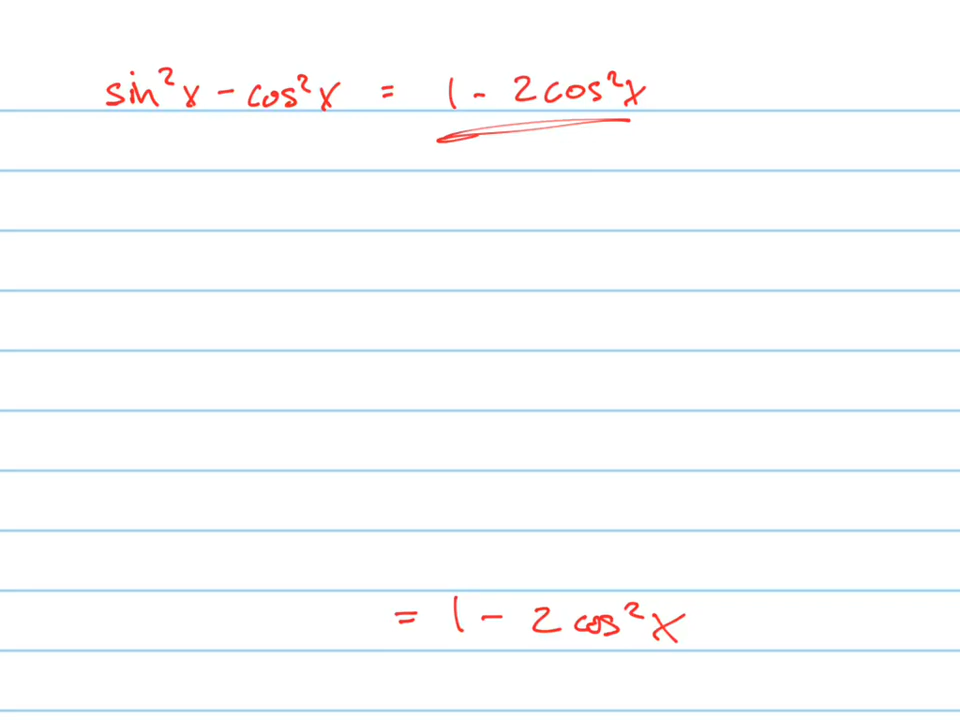 sin²x - cos²x = 1 - 2cos²x
= 1 - 2cos²x